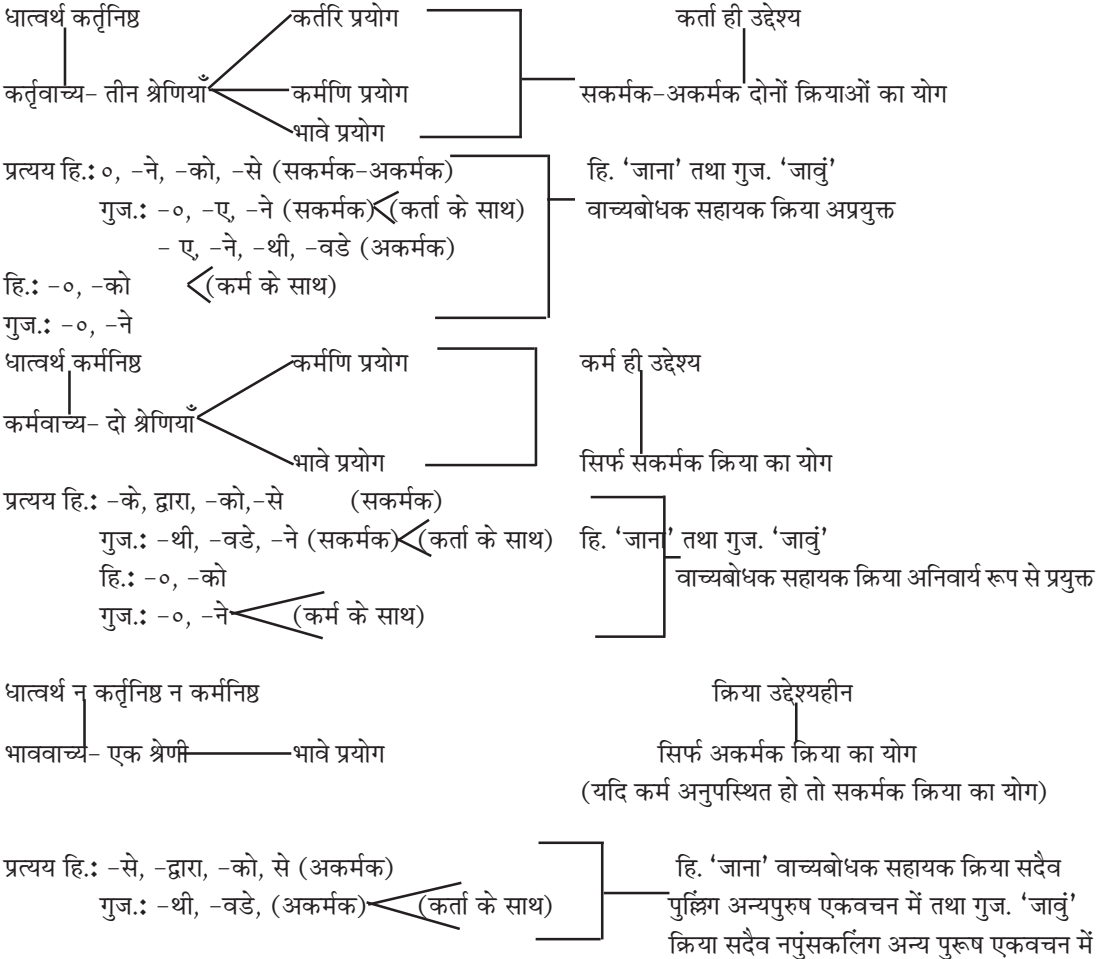 धात्वर्थ कर्तृनिष्ठ कर्तरि प्रयोग कर्ता ही उद्देश्य
कर्तृवाच्य- तीन श्रेणियाँ कर्मणि प्रयोग सकर्मक-अकर्मक दोनों क्रियाओं का योग
भावे प्रयोग
प्रत्यय हि.: ०, -ने, -को, -से (सकर्मक-अकर्मक) हि. ‘जाना’ तथा गुज. ‘जावुं’
गुज.: -०, -ए, -ने (सकर्मक) (कर्ता के साथ) वाच्यबोधक सहायक क्रिया अप्रयुक्त
- ए, -ने, -थी, -वडे (अकर्मक)
हि.: -०, -को (कर्म के साथ)
गुज.: -०, -ने
धात्वर्थ कर्मनिष्ठ कर्मणि प्रयोग कर्म ही उद्देश्य
कर्मवाच्य- दो श्रेणियाँ
भावे प्रयोग सिर्फ सकर्मक क्रिया का योग
प्रत्यय हि.: -के, द्वारा, -को,-से (सकर्मक)
गुज.: -थी, -वडे, -ने (सकर्मक) (कर्ता के साथ) हि. ‘जाना’ तथा गुज. ‘जावुं’
हि.: -०, -को वाच्यबोधक सहायक क्रिया अनिवार्य रूप से प्रयुक्त
गुज.: -०, -ने (कर्म के साथ)
धात्वर्थ न कर्तृनिष्ठ न कर्मनिष्ठ क्रिया उद्देश्यहीन
भाववाच्य- एक श्रेणी भावे प्रयोग सिर्फ अकर्मक क्रिया का योग
(यदि कर्म अनुपस्थित हो तो सकर्मक क्रिया का योग)
प्रत्यय हि.: -से, -द्वारा, -को, से (अकर्मक) हि. ‘जाना’ वाच्यबोधक सहायक क्रिया सदैव
गुज.: -थी, -वडे, (अकर्मक) (कर्ता के साथ) पुल्लिंग अन्यपुरुष एकवचन में तथा गुज. ‘जावुं’
क्रिया सदैव नपुंसकलिंग अन्य पुरूष एकवचन में